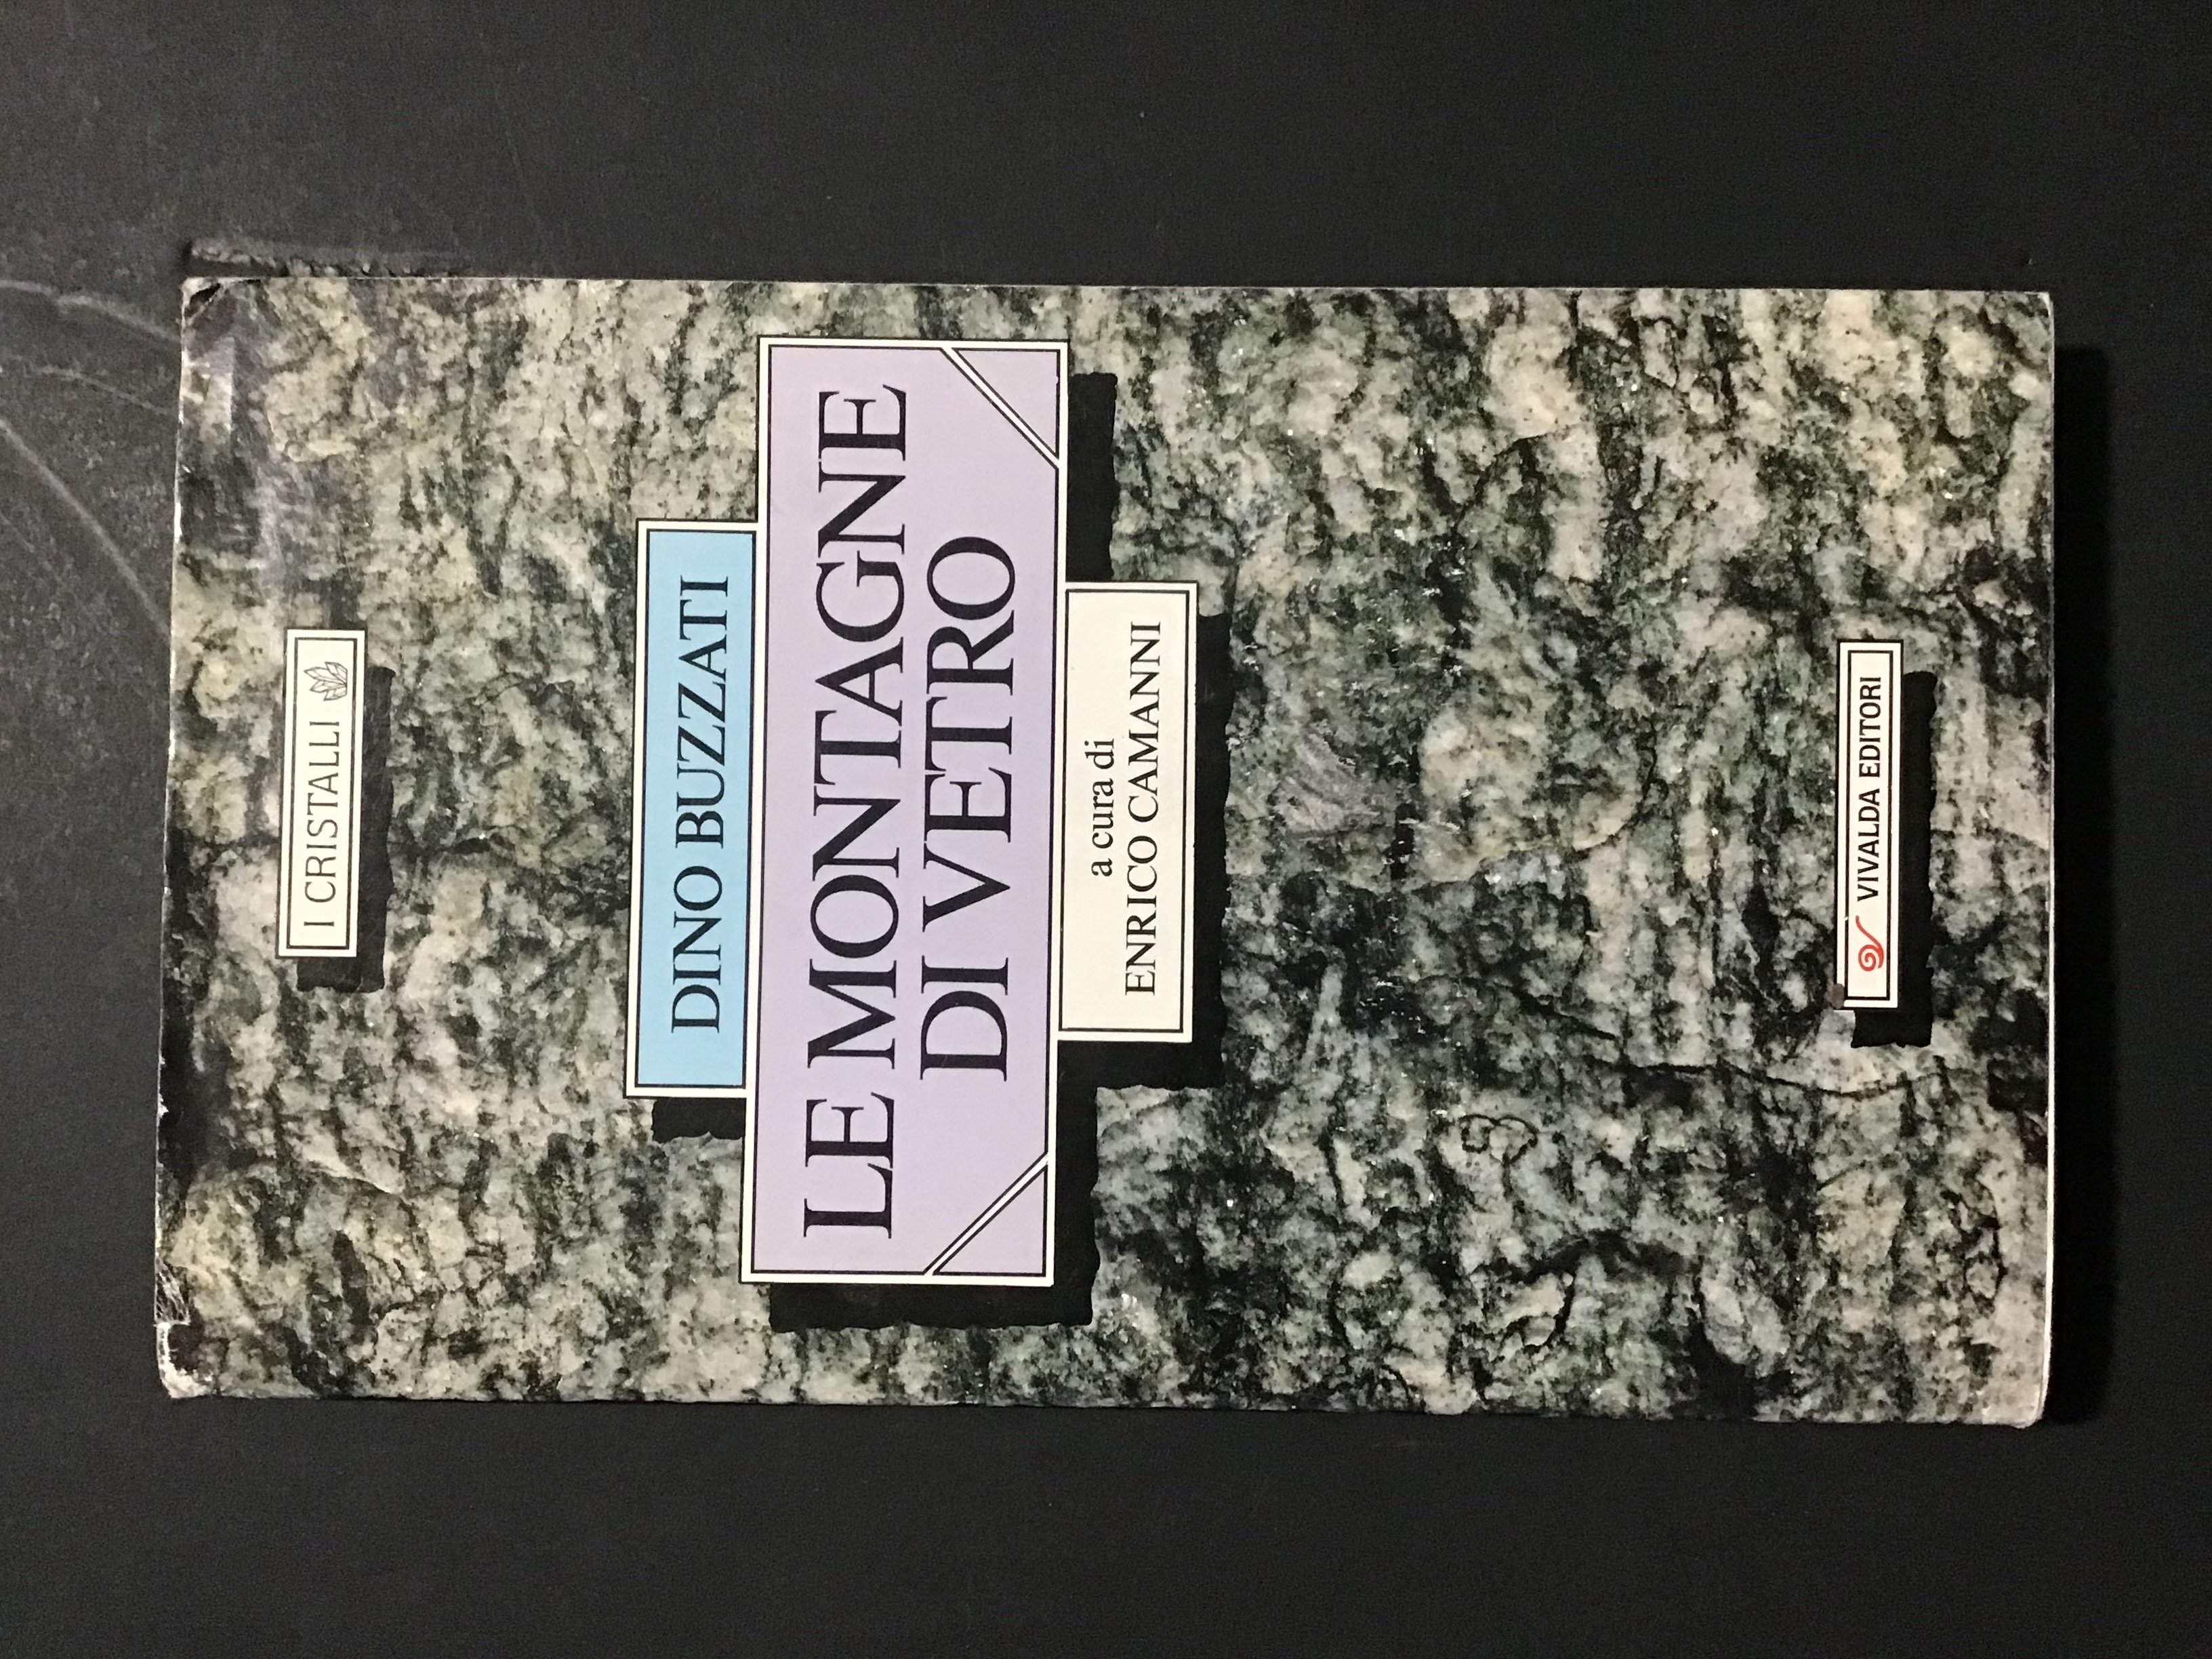 I CRISTALLI
DINO BUZZATI
LE MONTAGNE
DI VETRO
a cura di
ENRICO CAMANNI
VIVALDA EDITORI